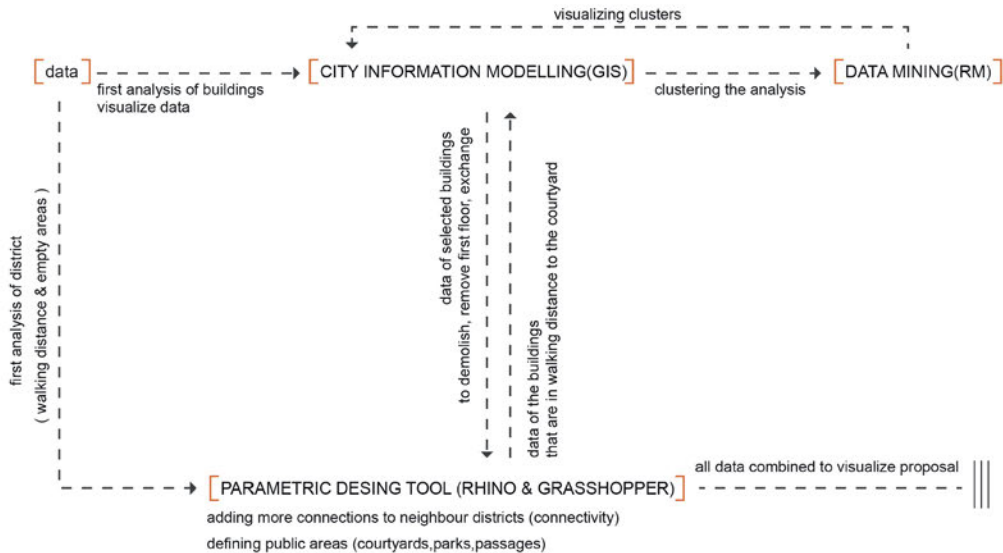 visualizing clusters
[data]
[CITY INFORMATION MODELLING(GIS)]
[DATA MINING(RM)]
first analysis of buildings
visualize data
clustering the analysis
first analysis of district
( walking distance & empty areas )
data of selected buildings
to demolish, remove first floor, exchange
data of the buildings
that are in walking distance to the courtyard
[PARAMETRIC DESING TOOL (RHINO & GRASSHOPPER)]
all data combined to visualize proposal
adding more connections to neighbour districts (connectivity)
defining public areas (courtyards,parks,passages)